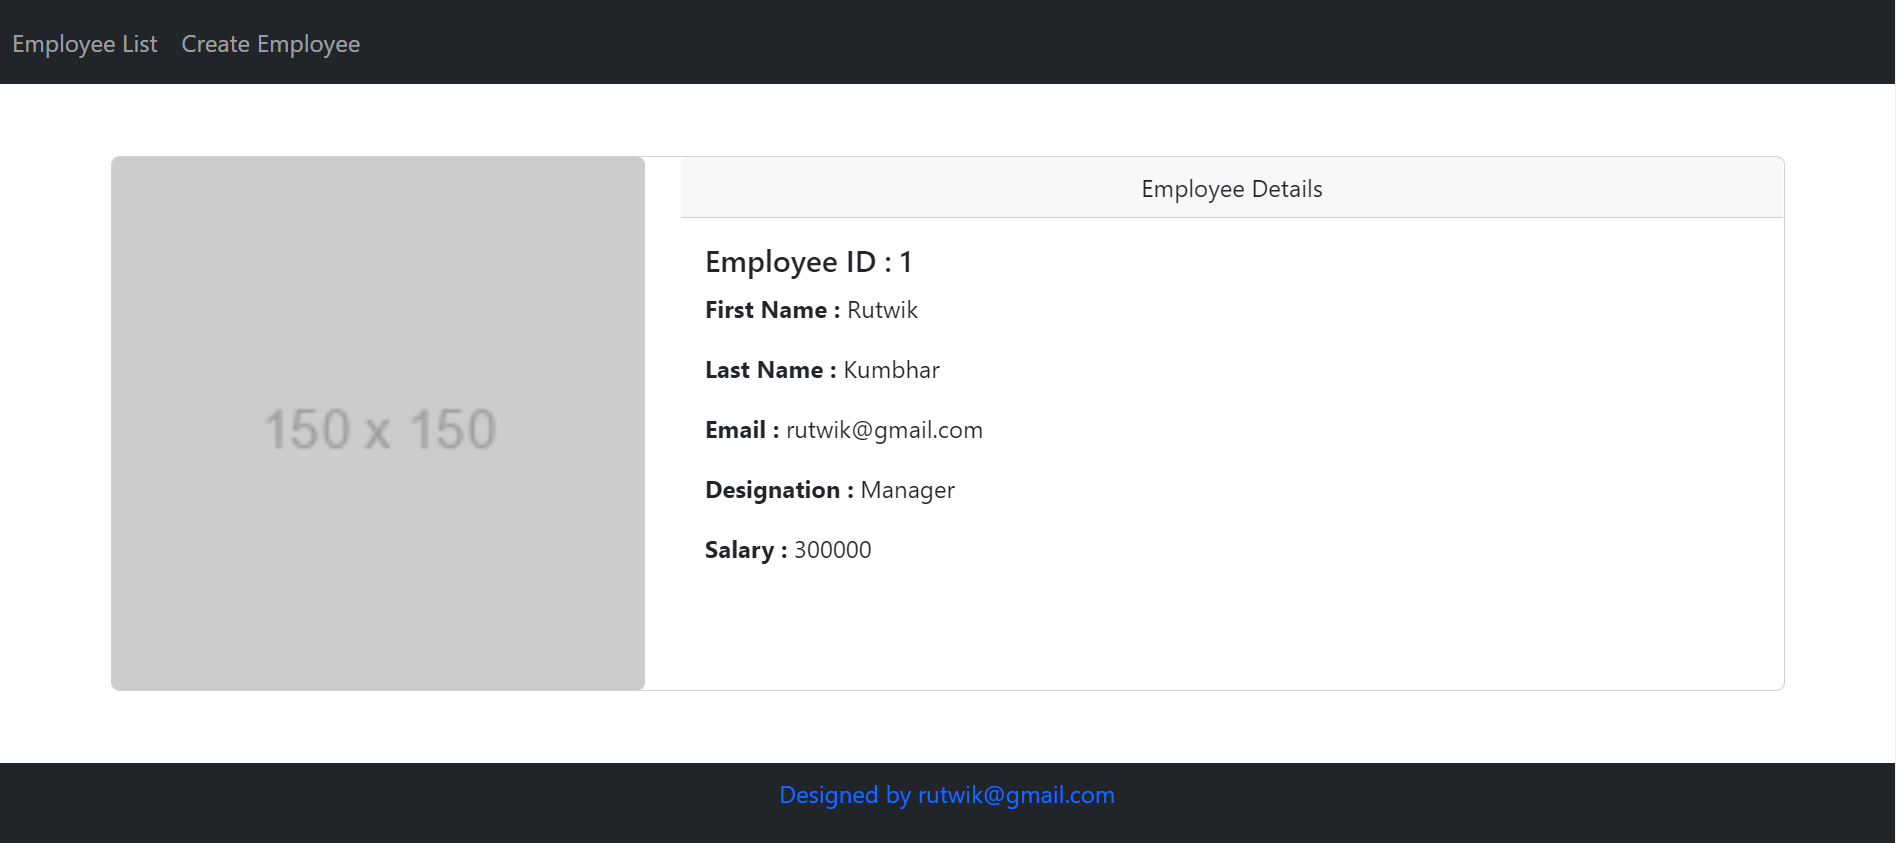 Employee List Create Employee
150 x 150
Employee Details
Employee ID : 1
First Name : Rutwik
Last Name : Kumbhar
Email : rutwik@gmail.com
Designation : Manager
Salary : 300000
Designed by rutwik@gmail.com